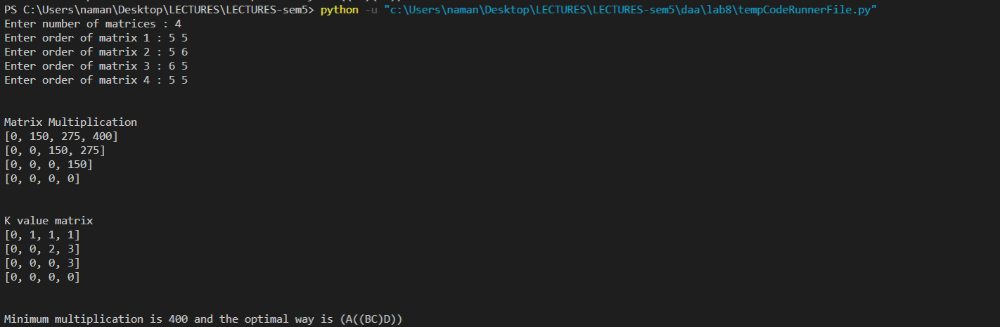 PS C:\Users\naman\Desktop\LECTURES\LECTURES-sem5> python -u "c:\Users\naman\Desktop\LECTURES\LECTURES-sem5\daa\lab8\tempCodeRunnerFile.py"
Enter number of matrices : 4
Enter order of matrix 1 : 5 5
Enter order of matrix 2 : 5 6
Enter order of matrix 3 : 6 5
Enter order of matrix 4 : 5 5
Matrix Multiplication
[0, 150, 275, 400]
[0, 0, 150, 275]
[0, 0, 0, 150]
[0, 0, 0, 0]
K value matrix
[0, 1, 1, 1]
[0, 0, 2, 3]
[0, 0, 0, 3]
[0, 0, 0, 0]
Minimum multiplication is 400 and the optimal way is (A((BC)D))